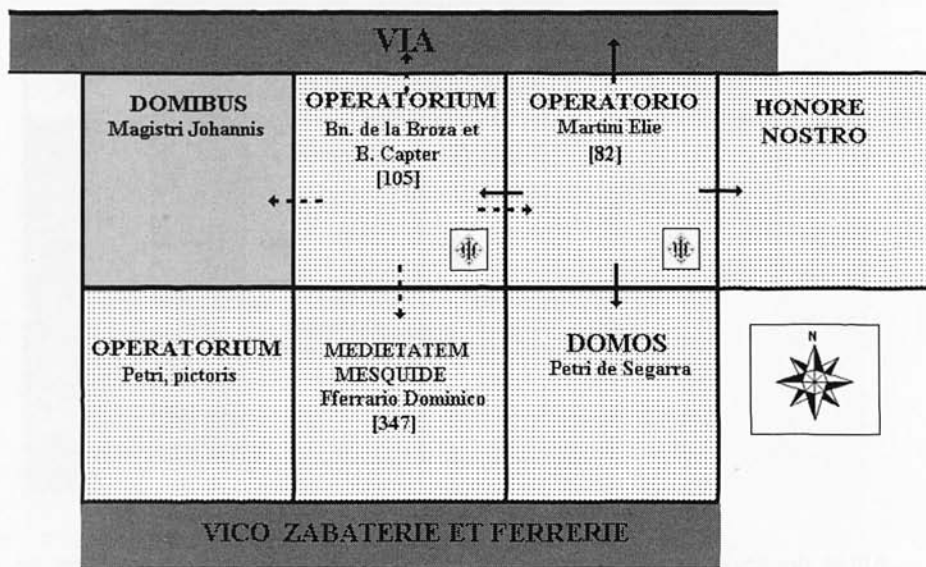 VIA
DOMIBUS
Magistri Johannis
OPERATORIUM
Bn. de la Broza et
B. Capter
[105]
OPERATORIO
Martini Elie
[82]
HONORE
NOSTRO
OPERATORIUM
Petri, pictoris
MEDIETATEM
MESQUIDE
Fferrario Dominico
[347]
DOMOS
Petri de Segarra
N
VICO ZABATERIE ET FERRERIE